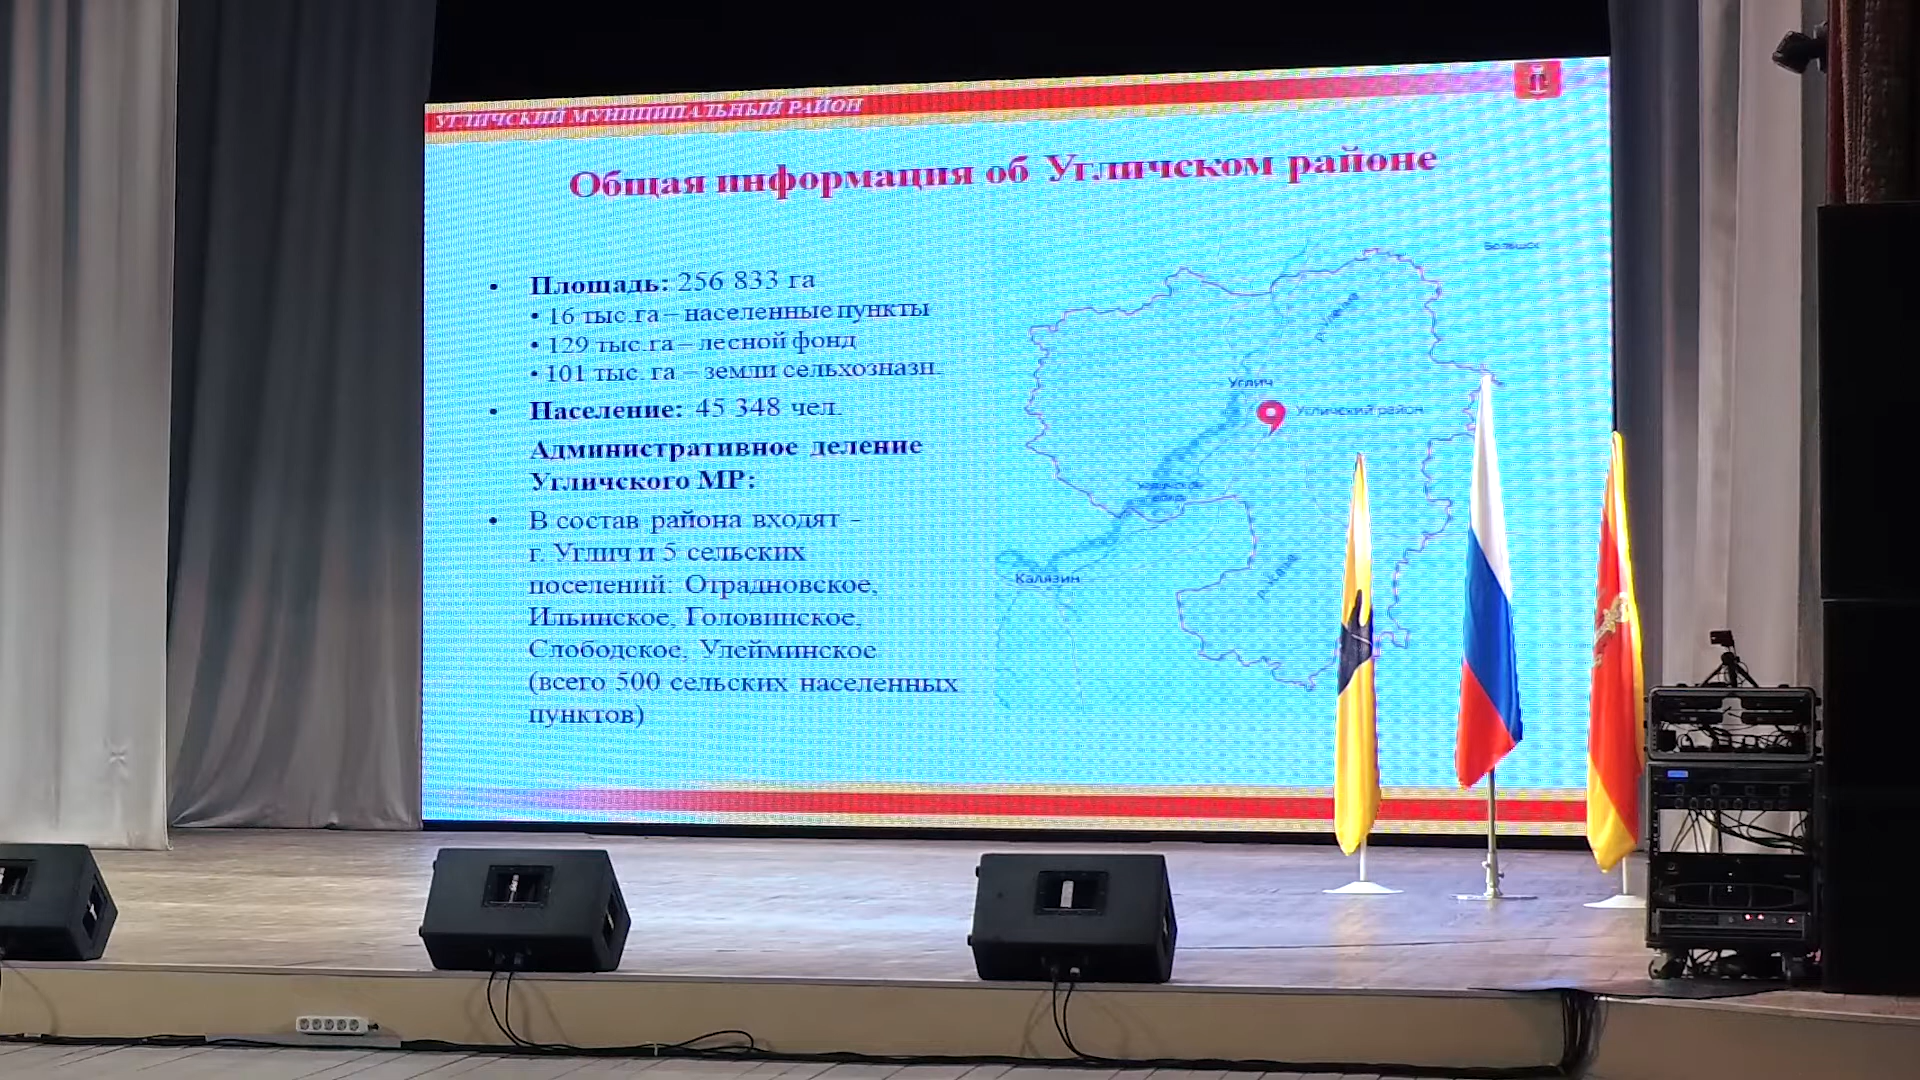 УГЛИЧСКИЙ МУНИЦИПАЛЬНЫЙ РАЙОН
Общая информация об Угличском районе
• Площадь: 256 833 га
• 16 тыс.га – населенные пункты
• 129 тыс.га – лесной фонд
• 101 тыс. га – земли сельхозназн.
• Население: 45 348 чел.
Административное деление
Угличского МР:
• В состав района входят -
г. Углич и 5 сельских
поселений: Отрадновское,
Ильинское, Головинское,
Слободское, Улейминское
(всего 500 сельских населенных
пунктов)
Углич
Угличский район
Калязин